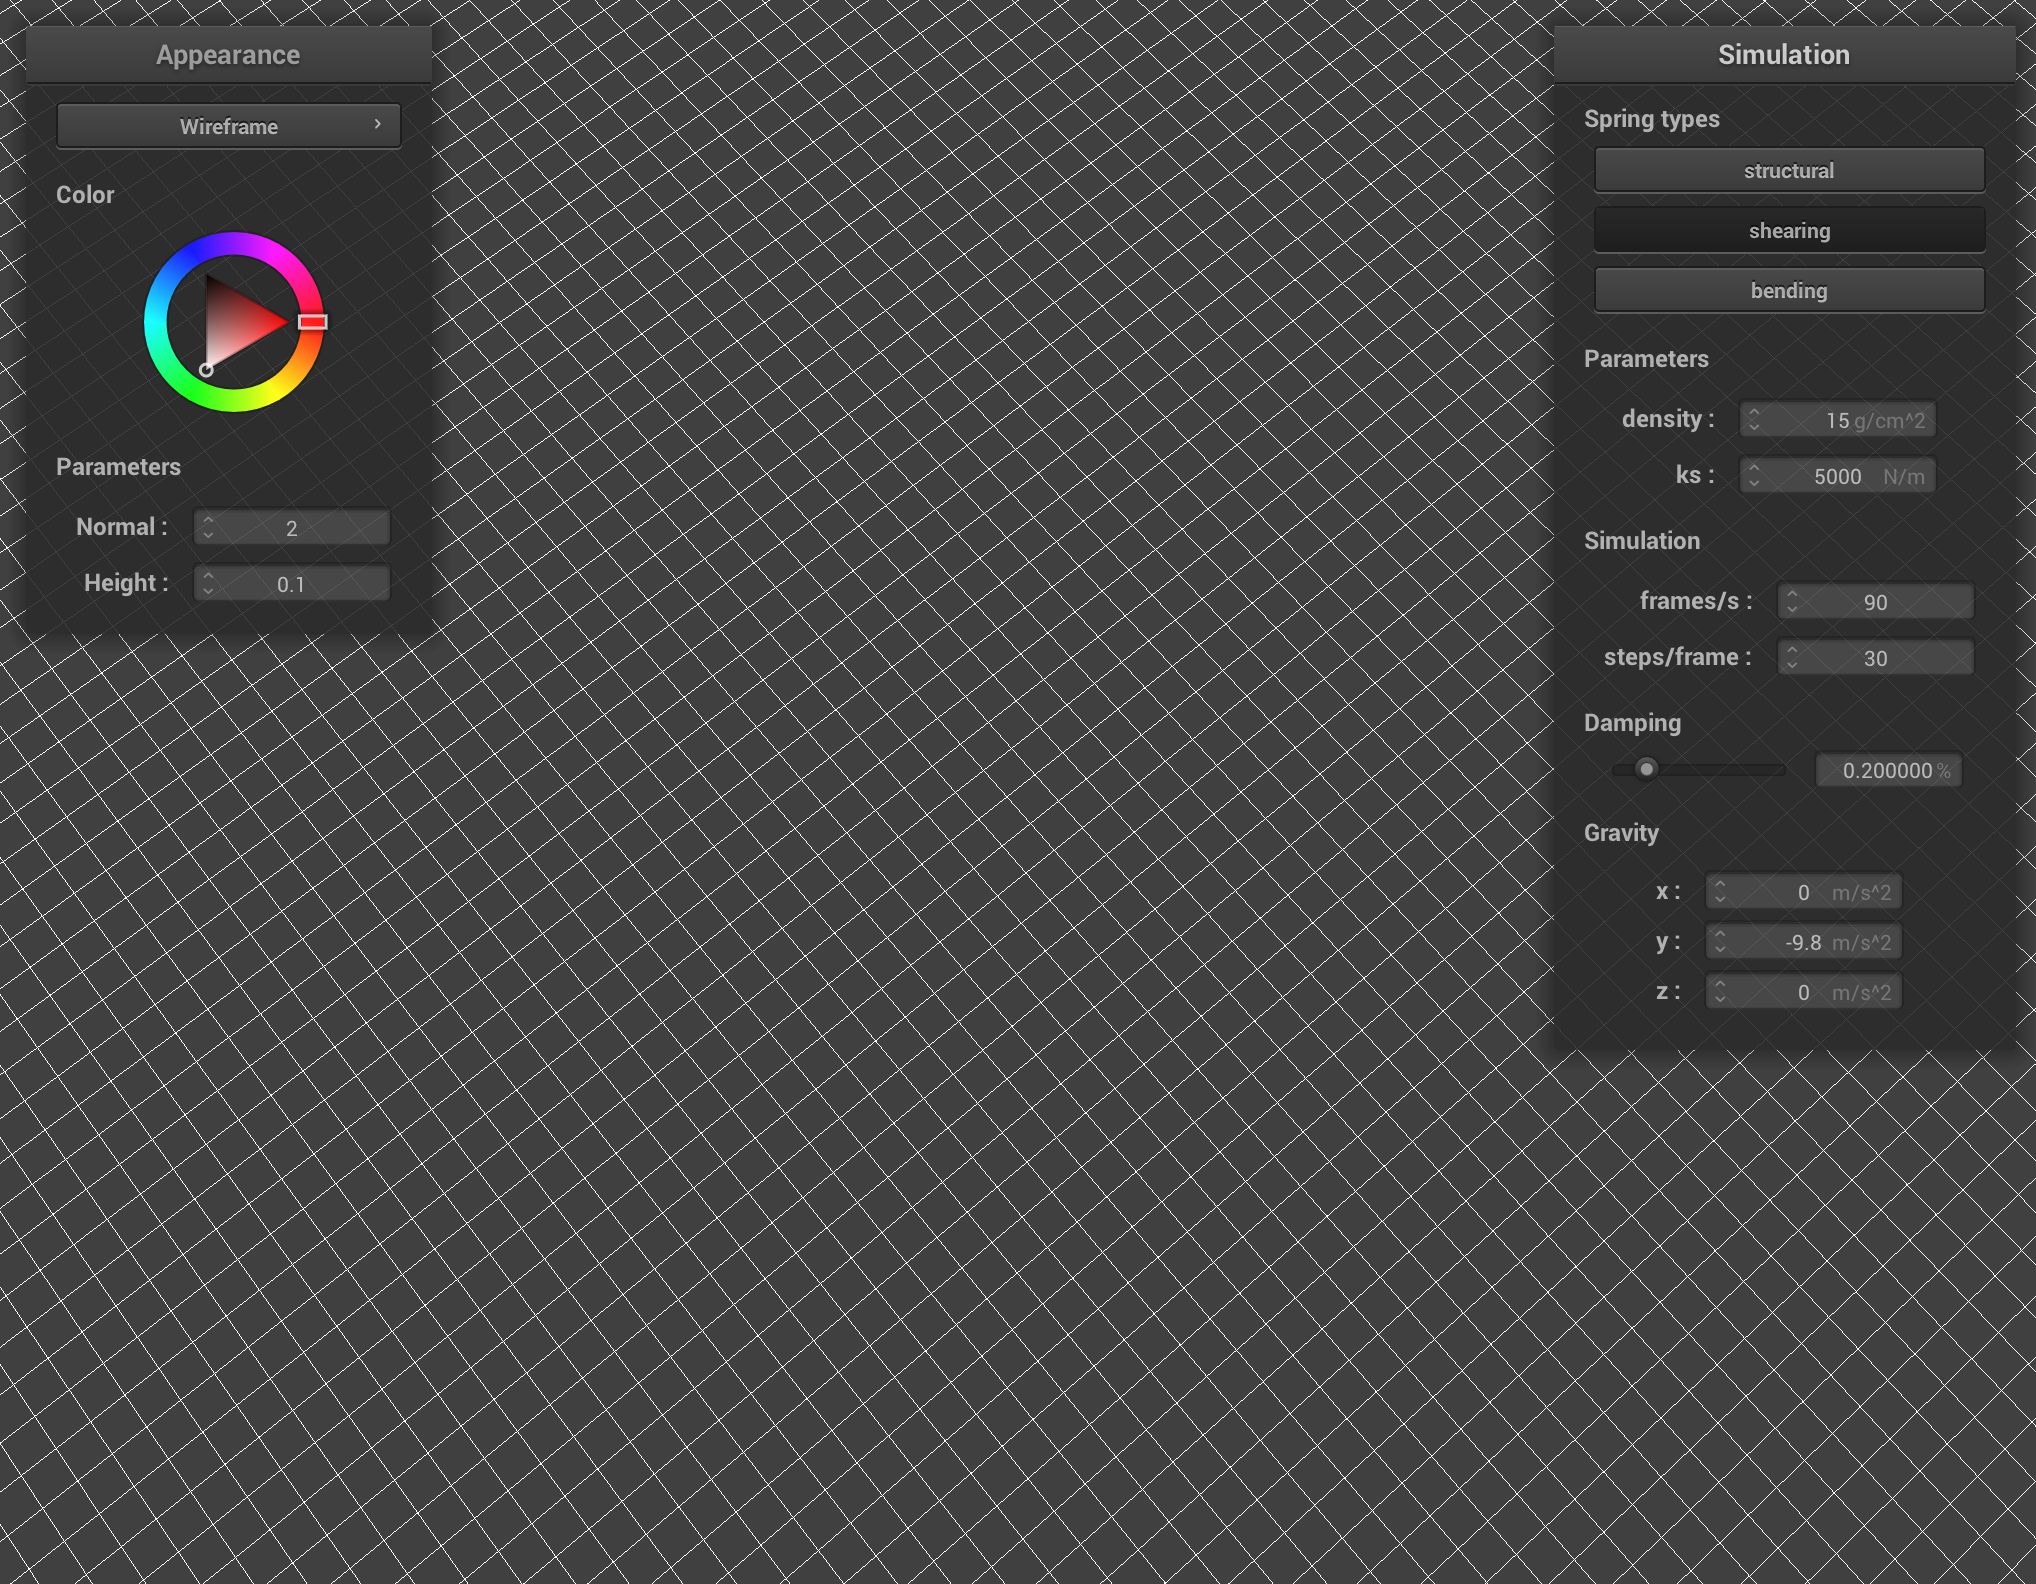 Appearance
Wireframe
Color
Parameters
Normal : 2
Height : 0.1
Simulation
Spring types
structural
shearing
bending
Parameters
density : 15 g/cm^2
ks : 5000 N/m
Simulation
frames/s : 90
steps/frame : 30
Damping
0.200000 %
Gravity
x : 0 m/s^2
y : -9.8 m/s^2
z : 0 m/s^2